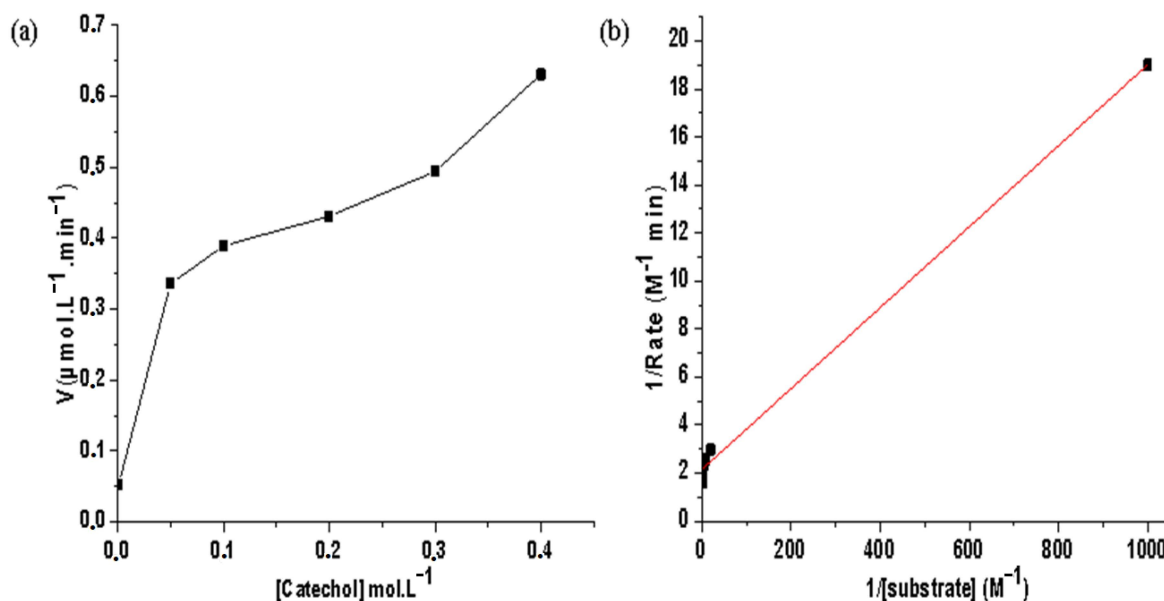 (a)
V(µmol.L⁻¹.min⁻¹)
0.7
0.6
0.5
0.4
0.3
0.2
0.1
0.0
0.0 0.1 0.2 0.3 0.4
[Catechol] mol.L⁻¹
(b)
1/Rate (M⁻¹ min)
20
18
16
14
12
10
8
6
4
2
0
0 200 400 600 800 1000
1/[substrate] (M⁻¹)